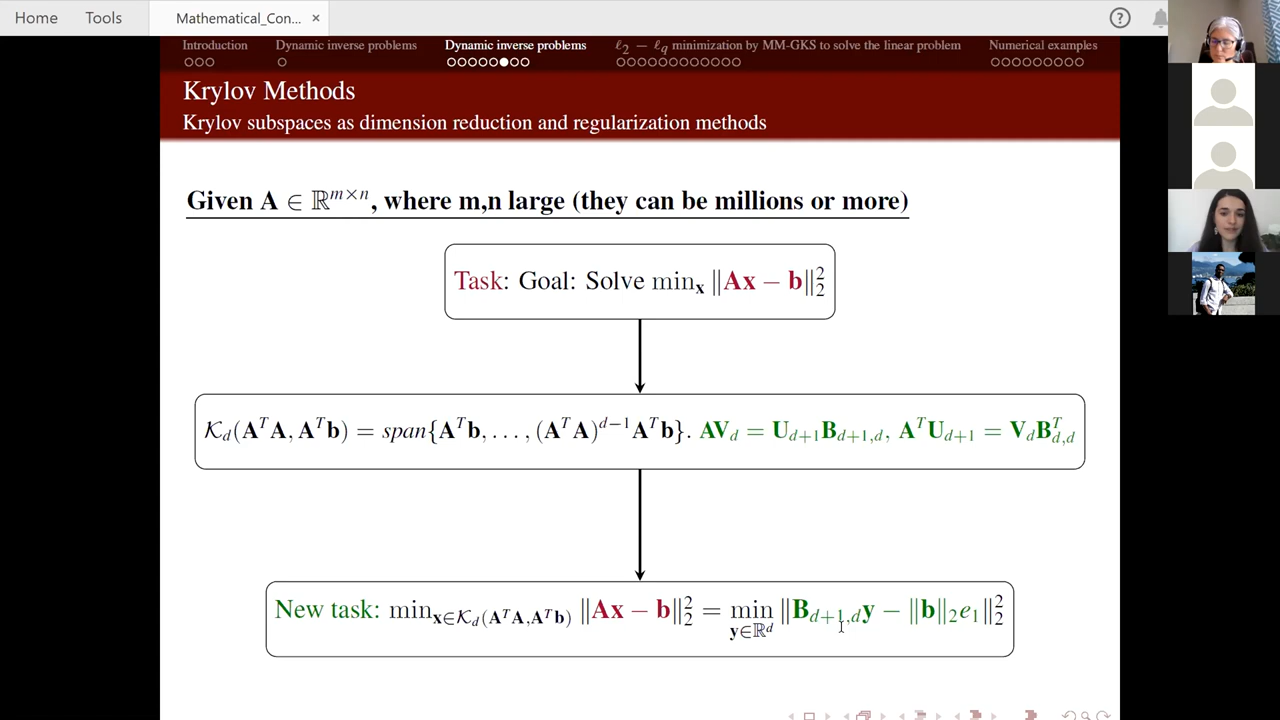 Home Tools Mathematical_Con... × ?
Introduction Dynamic inverse problems Dynamic inverse problems ℓ₂ − ℓ_q minimization by MM-GKS to solve the linear problem Numerical examples
Krylov Methods
Krylov subspaces as dimension reduction and regularization methods
Given A ∈ ℝ^{m×n}, where m,n large (they can be millions or more)
Task: Goal: Solve min_x ‖Ax − b‖₂²
𝒦_d(A^T A, A^T b) = span{A^T b, . . . , (A^T A)^{d−1} A^T b}. AV_d = U_{d+1}B_{d+1,d}, A^T U_{d+1} = V_d B^T_{d,d}
New task: min_{x∈𝒦_d(A^T A,A^T b)} ‖Ax − b‖₂² = min_{y∈ℝ^d} ‖B_{d+1,d}y − ‖b‖₂e₁‖₂²